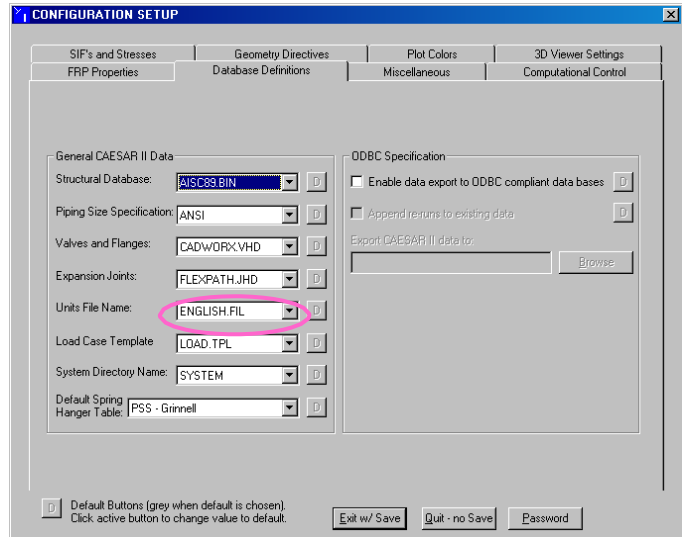 CONFIGURATION SETUP
SIF's and Stresses Geometry Directives Plot Colors 3D Viewer Settings
FRP Properties Database Definitions Miscellaneous Computational Control
General CAESAR II Data
Structural Database: AISC89.BIN D
Piping Size Specification: ANSI D
Valves and Flanges: CADWORX.VHD D
Expansion Joints: FLEXPATH.JHD D
Units File Name: ENGLISH.FIL D
Load Case Template LOAD.TPL D
System Directory Name: SYSTEM D
Default Spring
Hanger Table: PSS - Grinnell D
ODBC Specification
Enable data export to ODBC compliant data bases D
Append re-runs to existing data D
Export CAESAR II data to:
Browse
D Default Buttons (grey when default is chosen).
Click active button to change value to default.
Exit w/ Save Quit - no Save Password